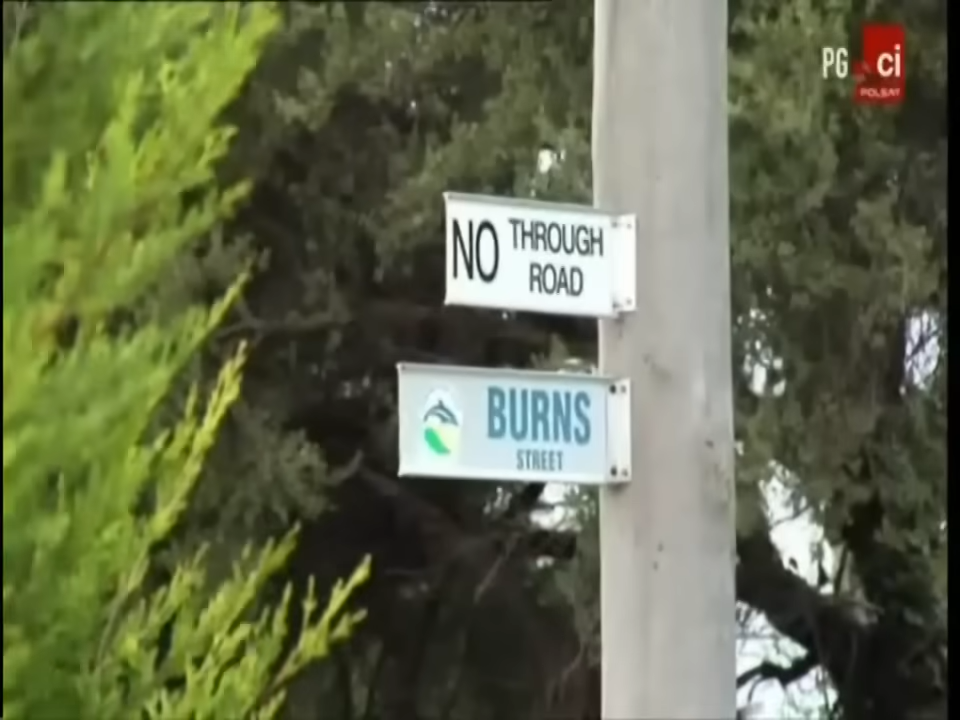 PG ci
POLSAT
NO THROUGH
ROAD
BURNS
STREET